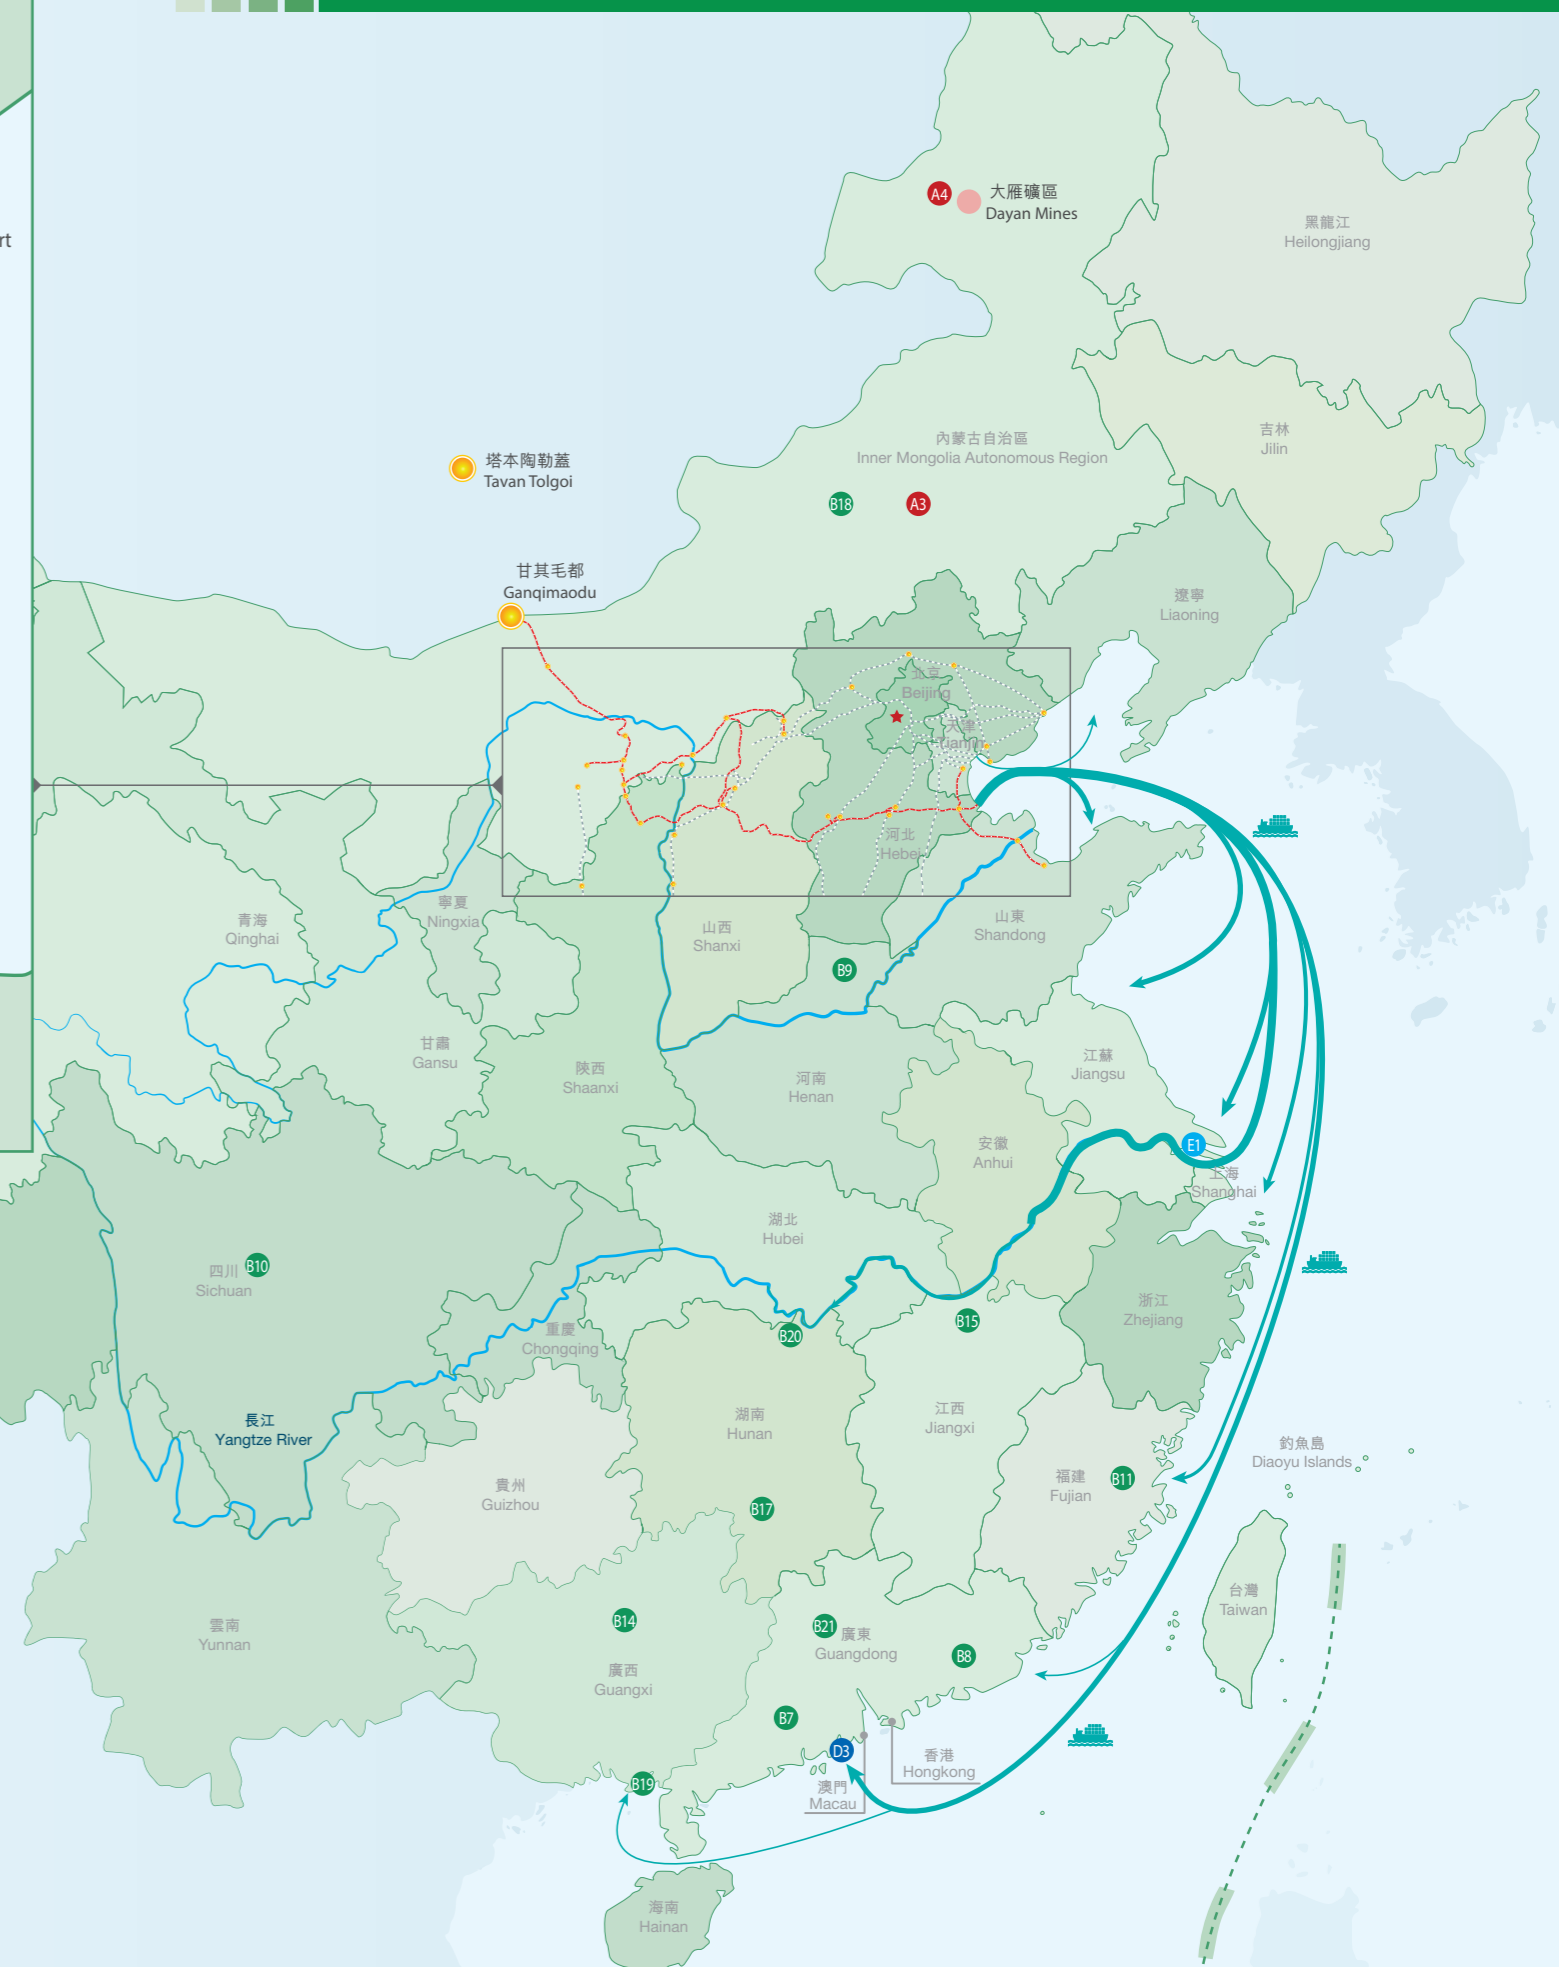 A4
大雁礦區
Dayan Mines
黑龍江
Heilongjiang
rt
吉林
Jilin
內蒙古自治區
Inner Mongolia Autonomous Region
塔本陶勒蓋
Tavan Tolgoi
B18
A3
甘其毛都
Ganqimaodu
遼寧
Liaoning
北京
Beijing
天津
Tianjin
河北
Hebei
寧夏
Ningxia
青海
Qinghai
山西
Shanxi
山東
Shandong
B9
甘肅
Gansu
陝西
Shaanxi
河南
Henan
江蘇
Jiangsu
安徽
Anhui
E1
上海
Shanghai
湖北
Hubei
四川
Sichuan
B10
浙江
Zhejiang
重慶
Chongqing
B20
B15
長江
Yangtze River
湖南
Hunan
江西
Jiangxi
釣魚島
Diaoyu Islands
貴州
Guizhou
福建
Fujian
B11
B17
台灣
Taiwan
雲南
Yunnan
B14
B21
廣東
Guangdong
B8
廣西
Guangxi
B7
D3
香港
Hongkong
B19
澳門
Macau
海南
Hainan